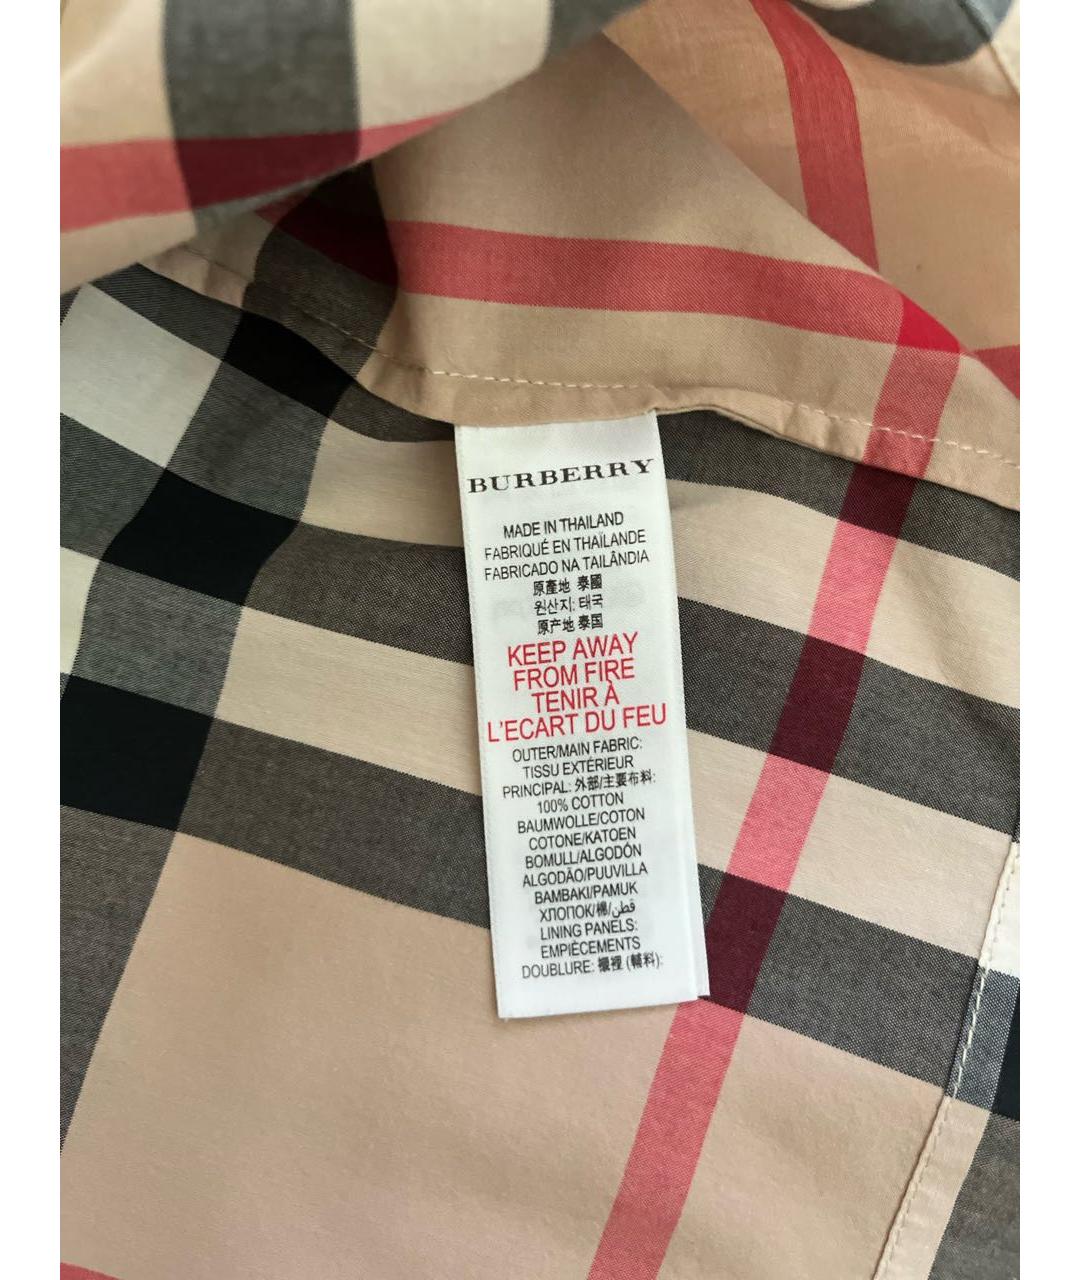 BURBERRY
MADE IN THAILAND
FABRIQUÉ EN THAÏLANDE
FABRICADO NA TAILÂNDIA
原產地 泰國
원산지: 태국
原产地 泰国
KEEP AWAY
FROM FIRE
TENIR À
L'ECART DU FEU
OUTER/MAIN FABRIC:
TISSU EXTÉRIEUR
PRINCIPAL: 外部/主要布料:
100% COTTON
BAUMWOLLE/COTON
COTONE/KATOEN
BOMULL/ALGODÓN
ALGODÃO/PUUVILLA
BAMBAKI/PAMUK
ХЛОПОК/棉/قطن
LINING PANELS:
EMPIÈCEMENTS
DOUBLURE: 襯裡 (輔料):